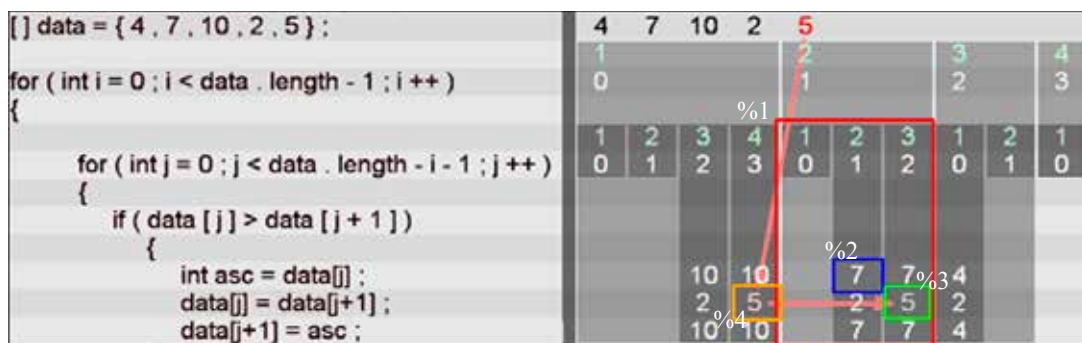 [ ] data = { 4 , 7 , 10 , 2 , 5 } ;
for ( int i = 0 ; i < data . length - 1 ; i ++ )
{
for ( int j = 0 ; j < data . length - i - 1 ; j ++ )
{
if ( data [ j ] > data [ j + 1 ] )
{
int asc = data[j] ;
data[j] = data[j+1] ;
data[j+1] = asc ;
4 7 10 2 5
1 2 3 4
0 1 2 3
%1
1 2 3 4 1 2 3 1 2 1
0 1 2 3 0 1 2 0 1 0
%2
10 10 7 7 4
%3
2 5 2 5 2
%4
10 10 7 7 4